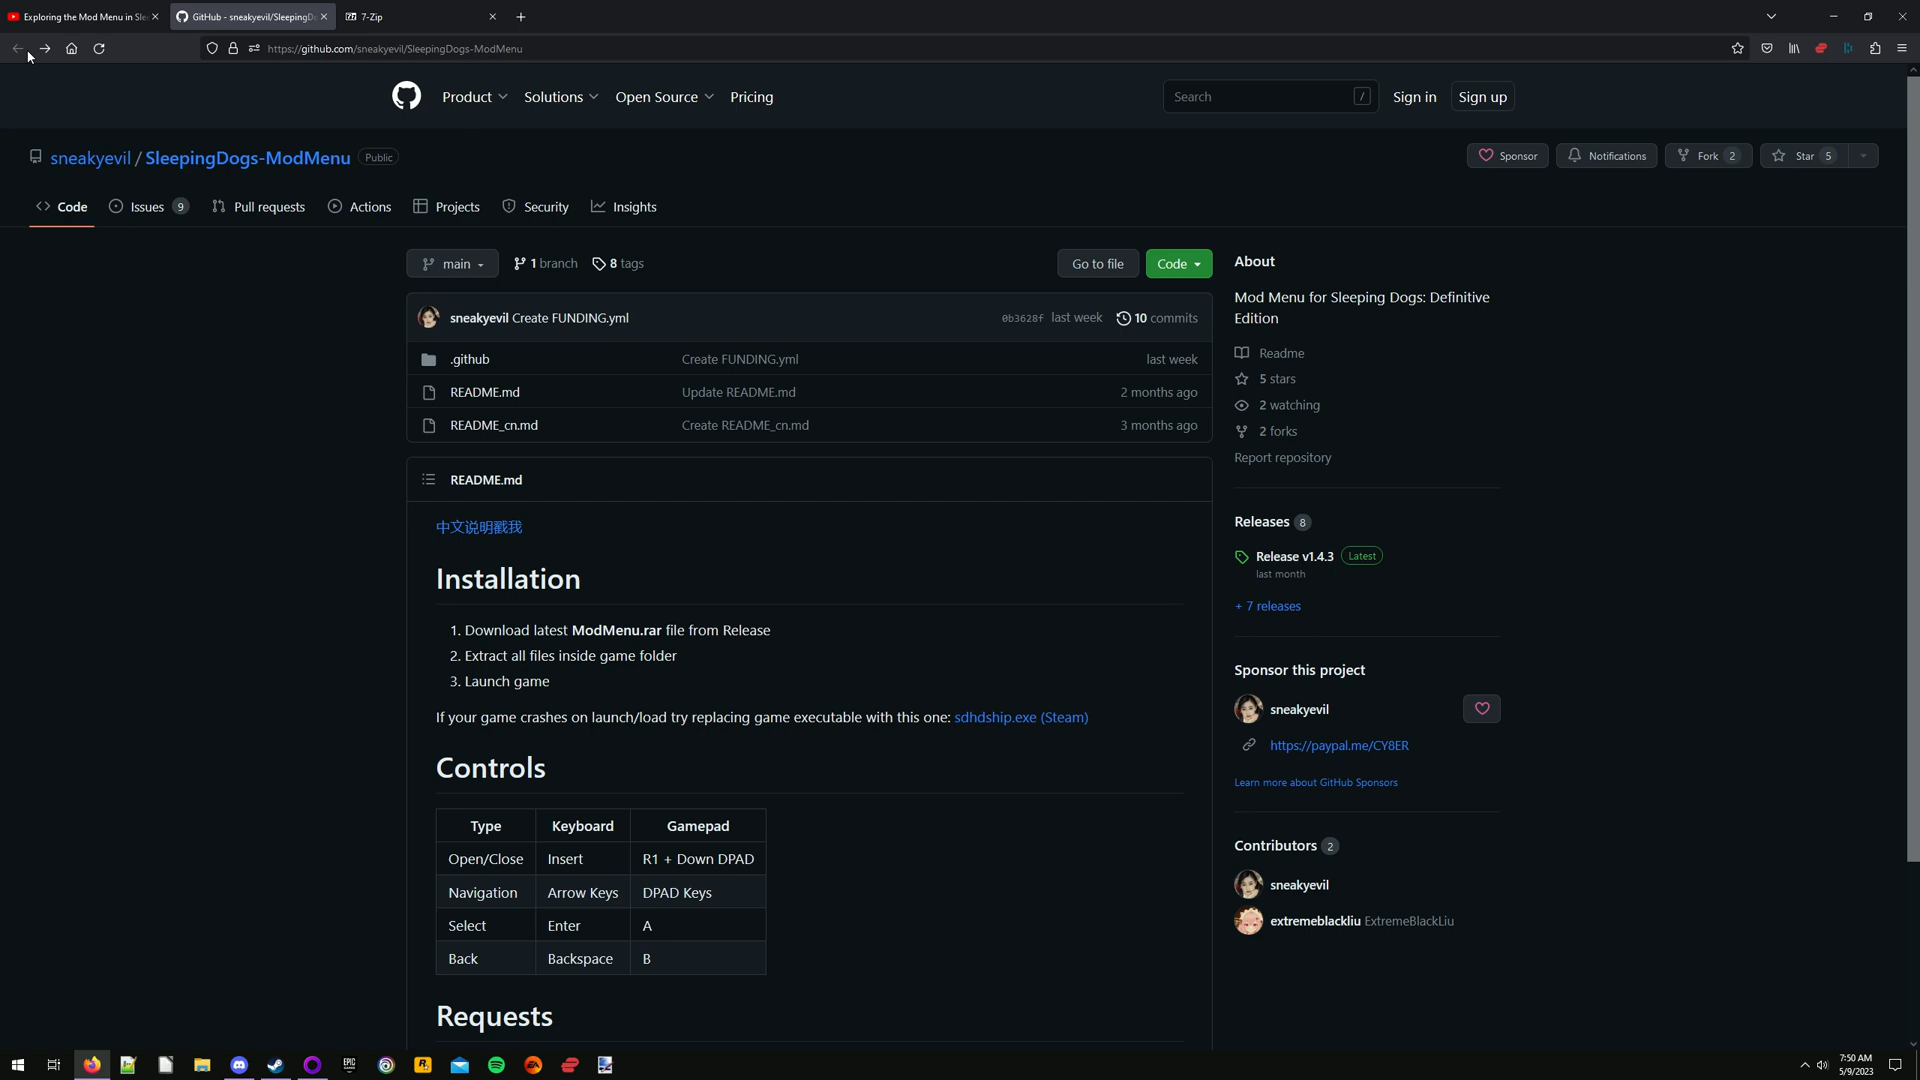 Exploring the Mod Menu in Sle
GitHub - sneakyevil/SleepingDo
7-Zip
https://github.com/sneakyevil/SleepingDogs-ModMenu
Product
Solutions
Open Source
Pricing
Search
/
Sign in
Sign up
sneakyevil / SleepingDogs-ModMenu
Public
Sponsor
Notifications
Fork 2
Star 5
Code
Issues 9
Pull requests
Actions
Projects
Security
Insights
main
1 branch
8 tags
Go to file
Code
sneakyevil Create FUNDING.yml
0b3628f last week
10 commits
.github
Create FUNDING.yml
last week
README.md
Update README.md
2 months ago
README_cn.md
Create README_cn.md
3 months ago
README.md
中文说明戳我
Installation
1. Download latest ModMenu.rar file from Release
2. Extract all files inside game folder
3. Launch game
If your game crashes on launch/load try replacing game executable with this one: sdhdship.exe (Steam)
Controls
Type Keyboard Gamepad
Open/Close Insert R1 + Down DPAD
Navigation Arrow Keys DPAD Keys
Select Enter A
Back Backspace B
Requests
About
Mod Menu for Sleeping Dogs: Definitive
Edition
Readme
5 stars
2 watching
2 forks
Report repository
Releases 8
Release v1.4.3 Latest
last month
+ 7 releases
Sponsor this project
sneakyevil
https://paypal.me/CY8ER
Learn more about GitHub Sponsors
Contributors 2
sneakyevil
extremeblackliu ExtremeBlackLiu
EPIC
7:50 AM
5/9/2023